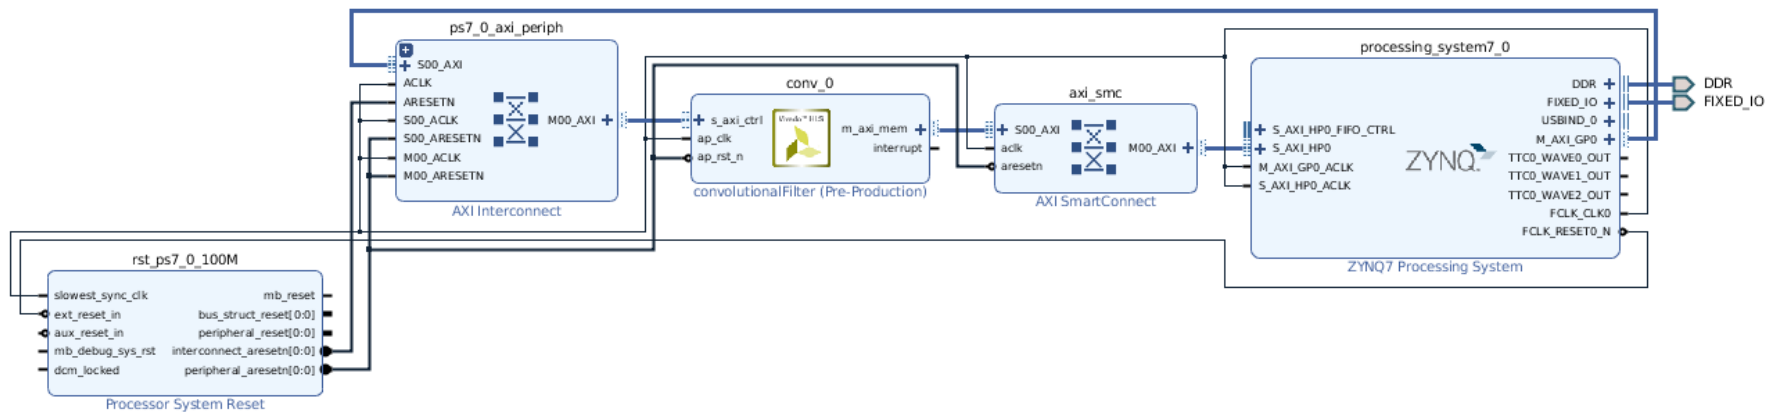 ps7_0_axi_periph
S00_AXI
ACLK
ARESETN
S00_ACLK
S00_ARESETN
M00_ACLK
M00_ARESETN
M00_AXI
AXI Interconnect
conv_0
s_axi_ctrl
ap_clk
ap_rst_n
Vivado™ HLS
m_axi_mem
interrupt
convolutionalFilter (Pre-Production)
axi_smc
S00_AXI
aclk
aresetn
M00_AXI
AXI SmartConnect
processing_system7_0
S_AXI_HP0_FIFO_CTRL
S_AXI_HP0
M_AXI_GP0_ACLK
S_AXI_HP0_ACLK
ZYNQ
DDR
FIXED_IO
USBIND_0
M_AXI_GP0
TTC0_WAVE0_OUT
TTC0_WAVE1_OUT
TTC0_WAVE2_OUT
FCLK_CLK0
FCLK_RESET0_N
ZYNQ7 Processing System
DDR
FIXED_IO
rst_ps7_0_100M
slowest_sync_clk
ext_reset_in
aux_reset_in
mb_debug_sys_rst
dcm_locked
mb_reset
bus_struct_reset[0:0]
peripheral_reset[0:0]
interconnect_aresetn[0:0]
peripheral_aresetn[0:0]
Processor System Reset